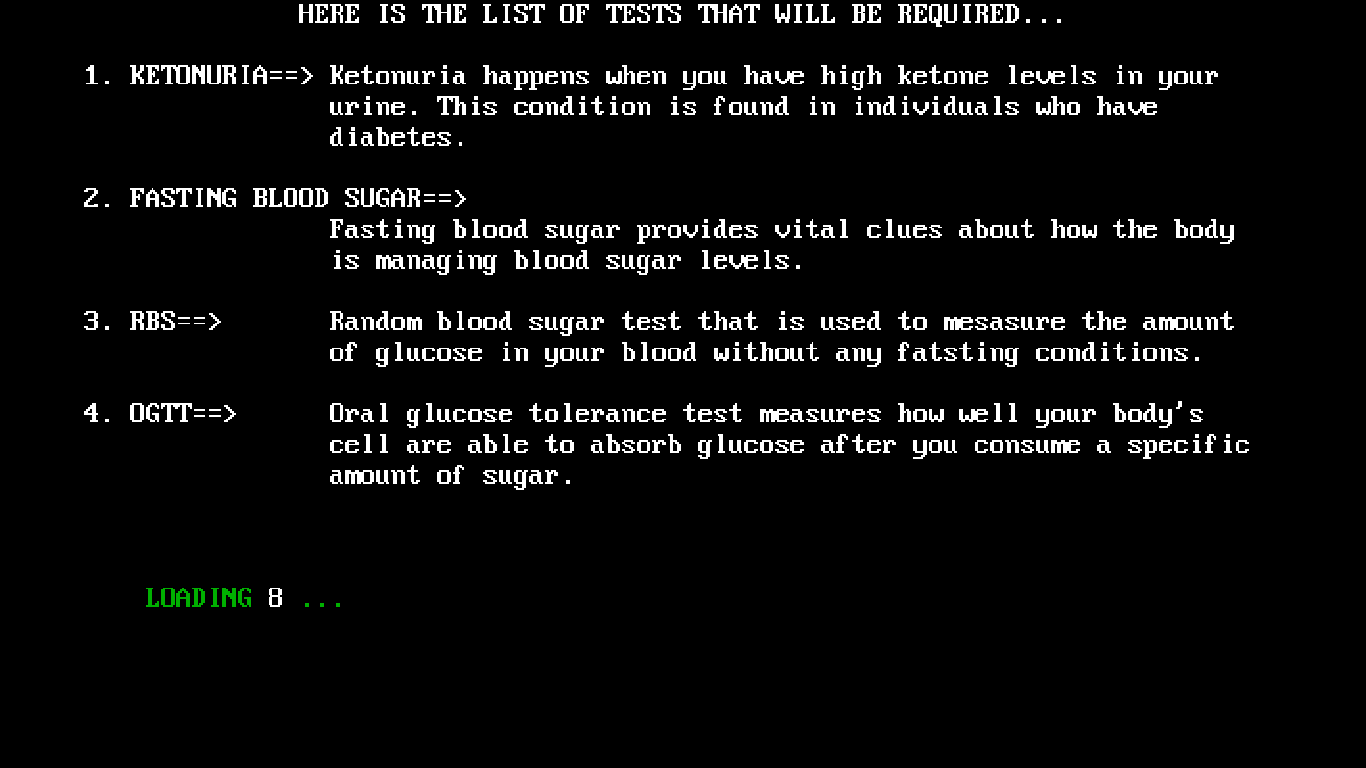 HERE IS THE LIST OF TESTS THAT WILL BE REQUIRED...
1. KETONURIA==> Ketonuria happens when you have high ketone levels in your
urine. This condition is found in individuals who have
diabetes.
2. FASTING BLOOD SUGAR==>
Fasting blood sugar provides vital clues about how the body
is managing blood sugar levels.
3. RBS==> Random blood sugar test that is used to mesasure the amount
of glucose in your blood without any fatsting conditions.
4. OGTT==> Oral glucose tolerance test measures how well your body's
cell are able to absorb glucose after you consume a specific
amount of sugar.
LOADING 8 ...